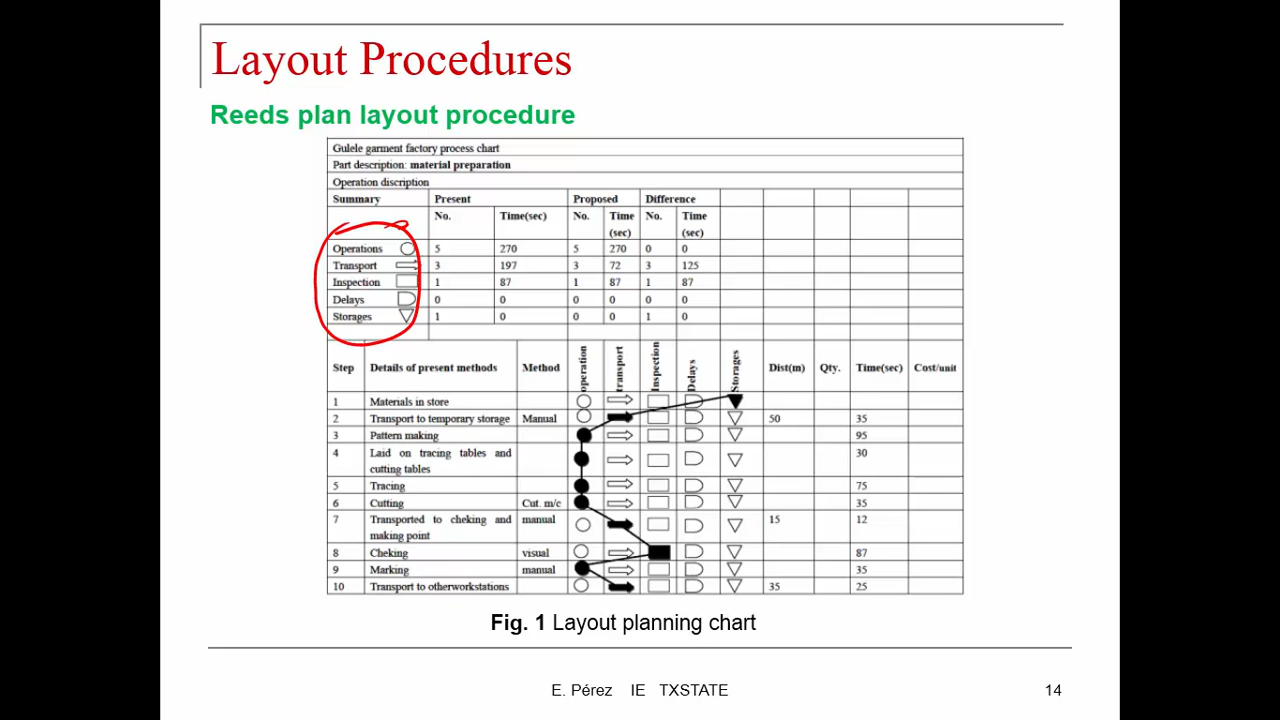 Layout Procedures
Reeds plan layout procedure
Gulele garment factory process chart
Part description: material preparation
Operation discription
Summary Present Proposed Difference
No. Time(sec) No. Time No. Time
(sec) (sec)
Operations 5 270 5 270 0 0
Transport 3 197 3 72 3 125
Inspection 1 87 1 87 1 87
Delays 0 0 0 0 0 0
Storages 1 0 0 0 1 0
Step Details of present methods Method operation transport Inspection Delays Storages Dist(m) Qty. Time(sec) Cost/unit
1 Materials in store
2 Transport to temporary storage Manual 50 35
3 Pattern making 95
4 Laid on tracing tables and 30
cutting tables
5 Tracing 75
6 Cutting Cut. m/c 35
7 Transported to cheking and manual 15 12
making point
8 Cheking visual 87
9 Marking manual 35
10 Transport to otherworkstations 35 25
Fig. 1 Layout planning chart
E. Pérez IE TXSTATE 14